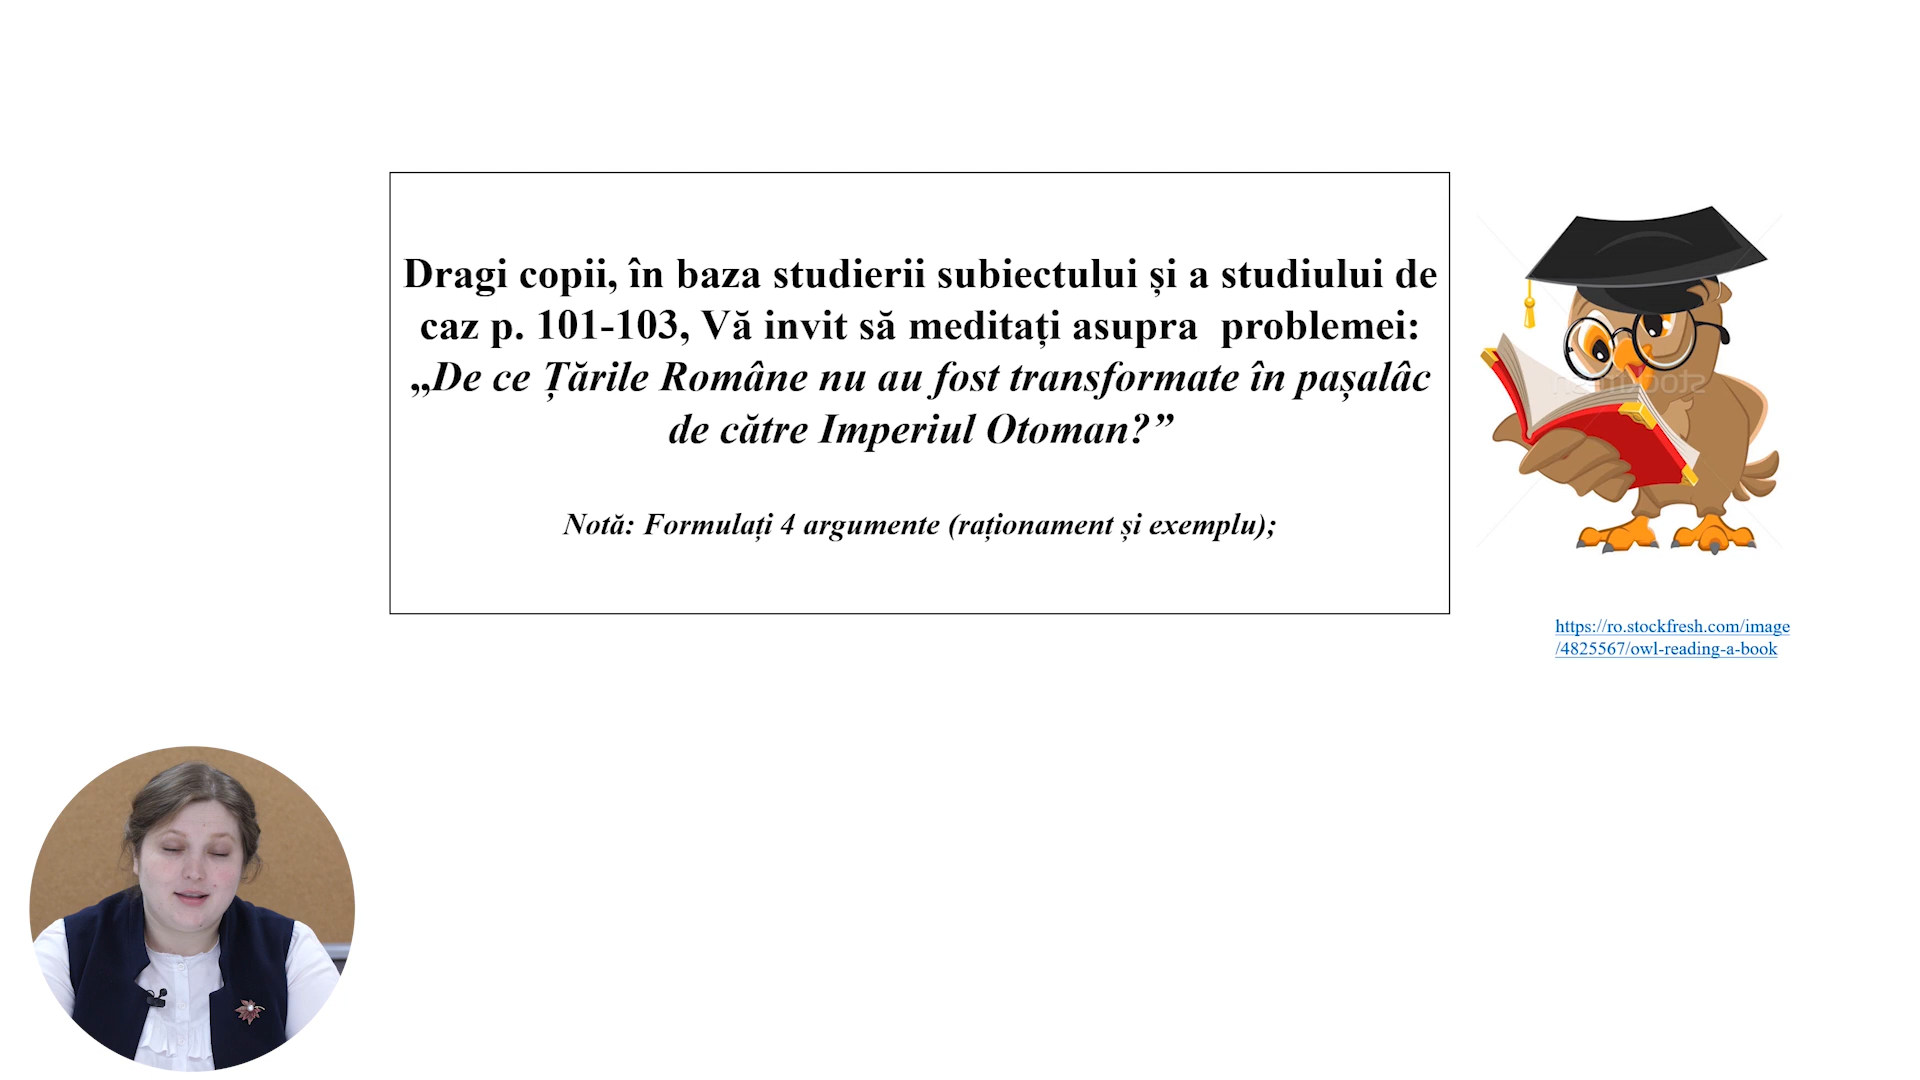 Dragi copii, în baza studierii subiectului și a studiului de
caz p. 101-103, Vă invit să meditați asupra  problemei:
„De ce Țările Române nu au fost transformate în pașalâc
de către Imperiul Otoman?”
Notă: Formulați 4 argumente (raționament și exemplu);
https://ro.stockfresh.com/image
/4825567/owl-reading-a-book